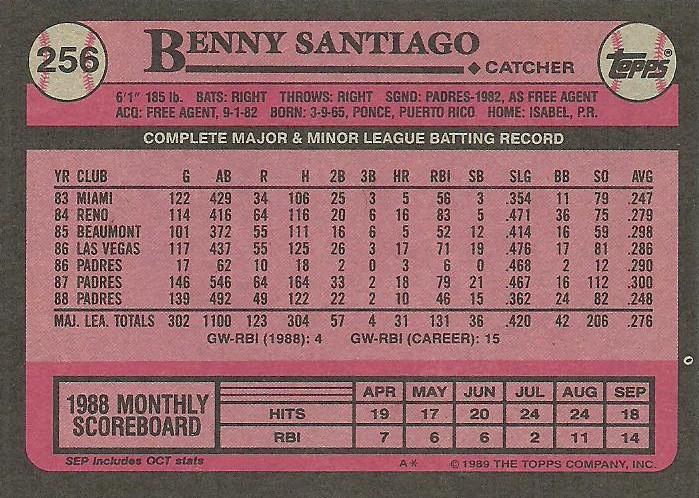 256
BENNY SANTIAGO
◆ CATCHER
TOPPS®
6'1" 185 lb. BATS: RIGHT THROWS: RIGHT SGND: PADRES-1982, AS FREE AGENT
ACQ: FREE AGENT, 9-1-82 BORN: 3-9-65, PONCE, PUERTO RICO HOME: ISABEL, P.R.
COMPLETE MAJOR & MINOR LEAGUE BATTING RECORD
YR CLUB G AB R H 2B 3B HR RBI SB SLG BB SO AVG
83 MIAMI 122 429 34 106 25 3 5 56 3 .354 11 79 .247
84 RENO 114 416 64 116 20 6 16 83 5 .471 36 75 .279
85 BEAUMONT 101 372 55 111 16 6 5 52 12 .414 16 59 .298
86 LAS VEGAS 117 437 55 125 26 3 17 71 19 .476 17 81 .286
86 PADRES 17 62 10 18 2 0 3 6 0 .468 2 12 .290
87 PADRES 146 546 64 164 33 2 18 79 21 .467 16 112 .300
88 PADRES 139 492 49 122 22 2 10 46 15 .362 24 82 .248
MAJ. LEA. TOTALS 302 1100 123 304 57 4 31 131 36 .420 42 206 .276
GW-RBI (1988): 4 GW-RBI (CAREER): 15
1988 MONTHLY SCOREBOARD
APR MAY JUN JUL AUG SEP
HITS 19 17 20 24 24 18
RBI 7 6 6 2 11 14
SEP Includes OCT stats A* © 1989 THE TOPPS COMPANY, INC.